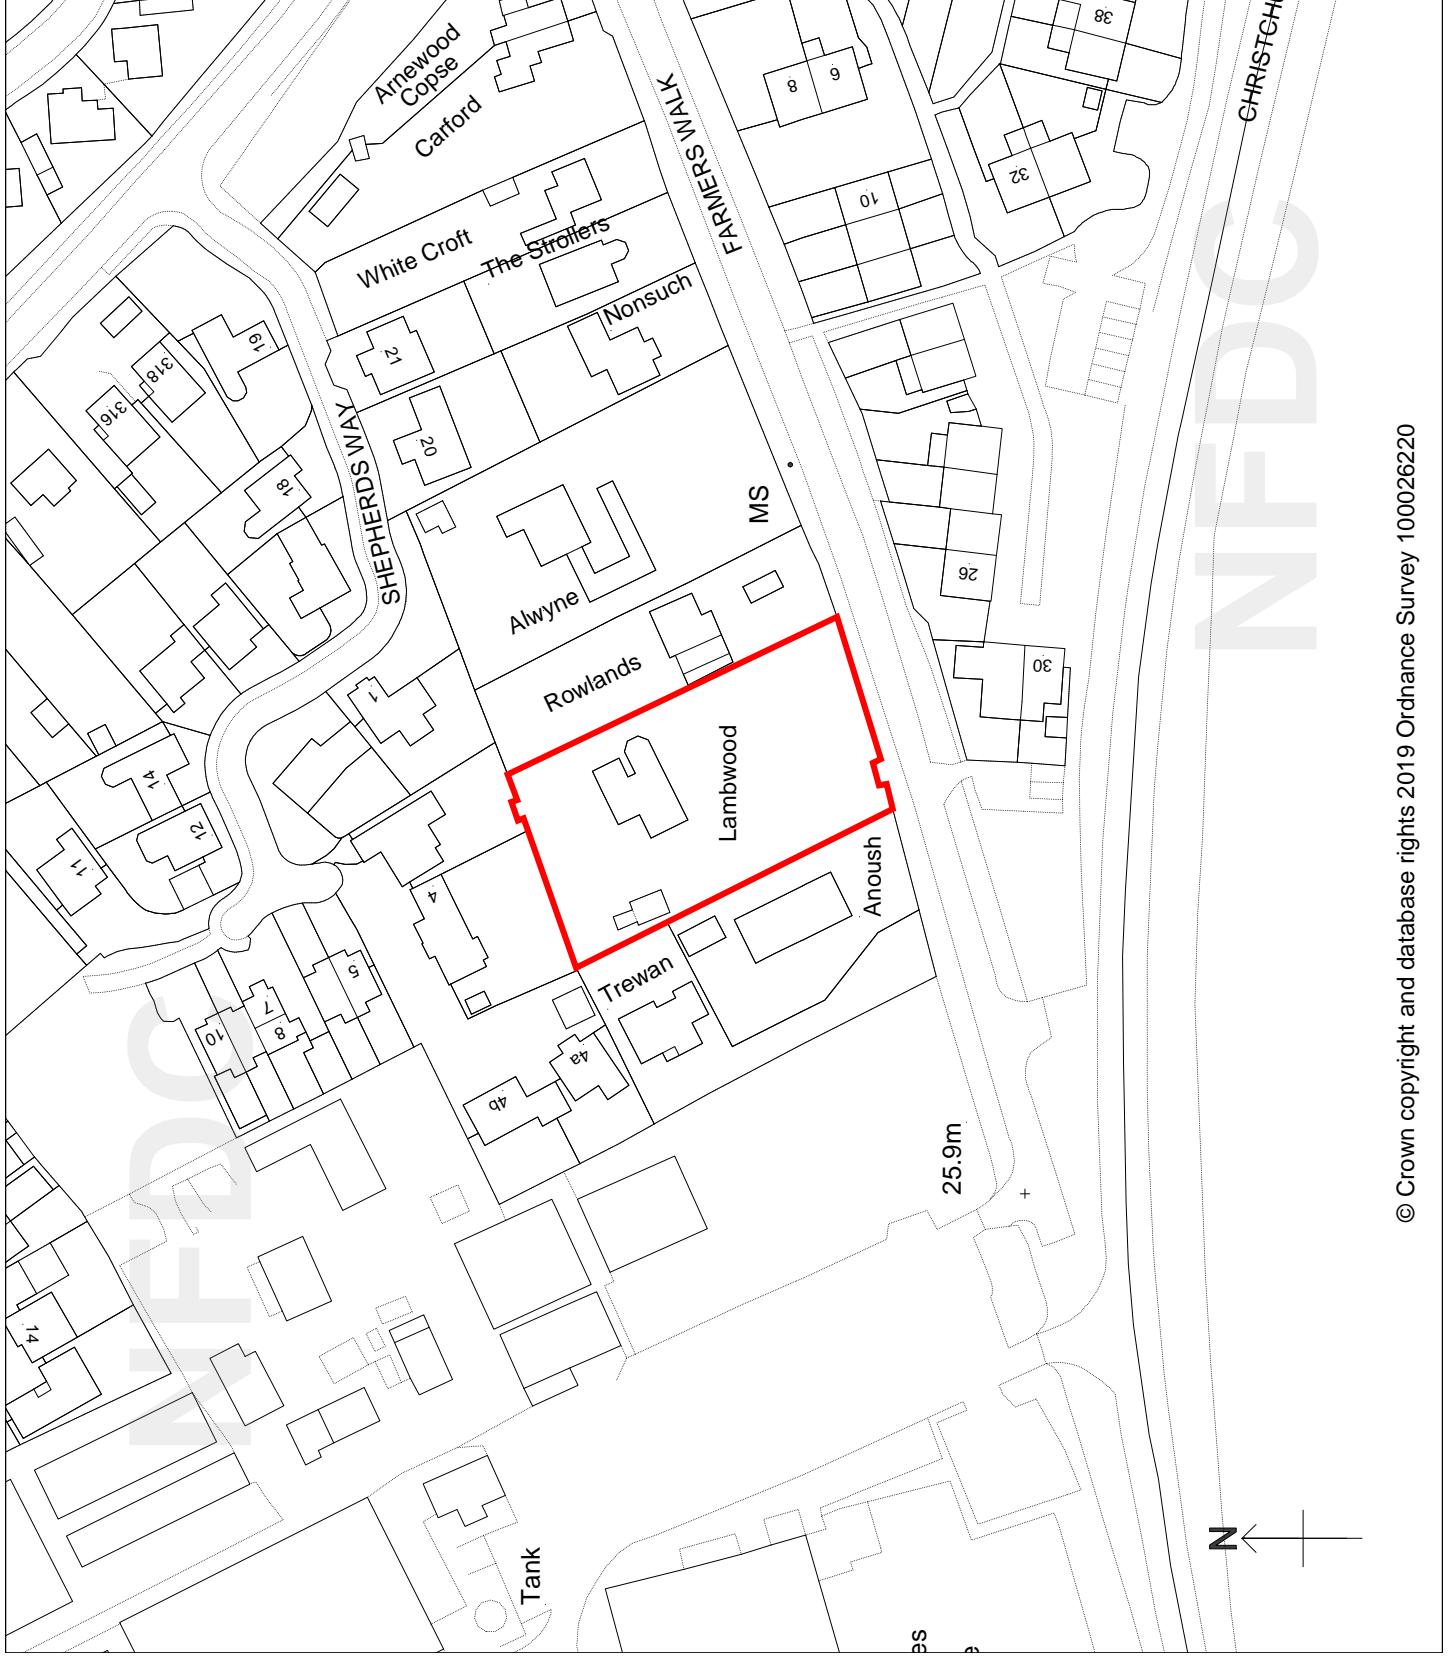 38
CHRISTCH
Arnewood
Copse
Carford
FARMERS WALK
8
6
10
32
White Croft
The Strollers
Nonsuch
19
318
316
21
20
18
SHEPHERDS WAY
MS
Alwyne
Rowlands
Lambwood
Anoush
Trewan
26
30
1
14
12
11
4
5
7
8
10
4a
4b
25.9m
14
Tank
es
e
N
NFDC
NFDC
© Crown copyright and database rights 2019 Ordnance Survey 100026220